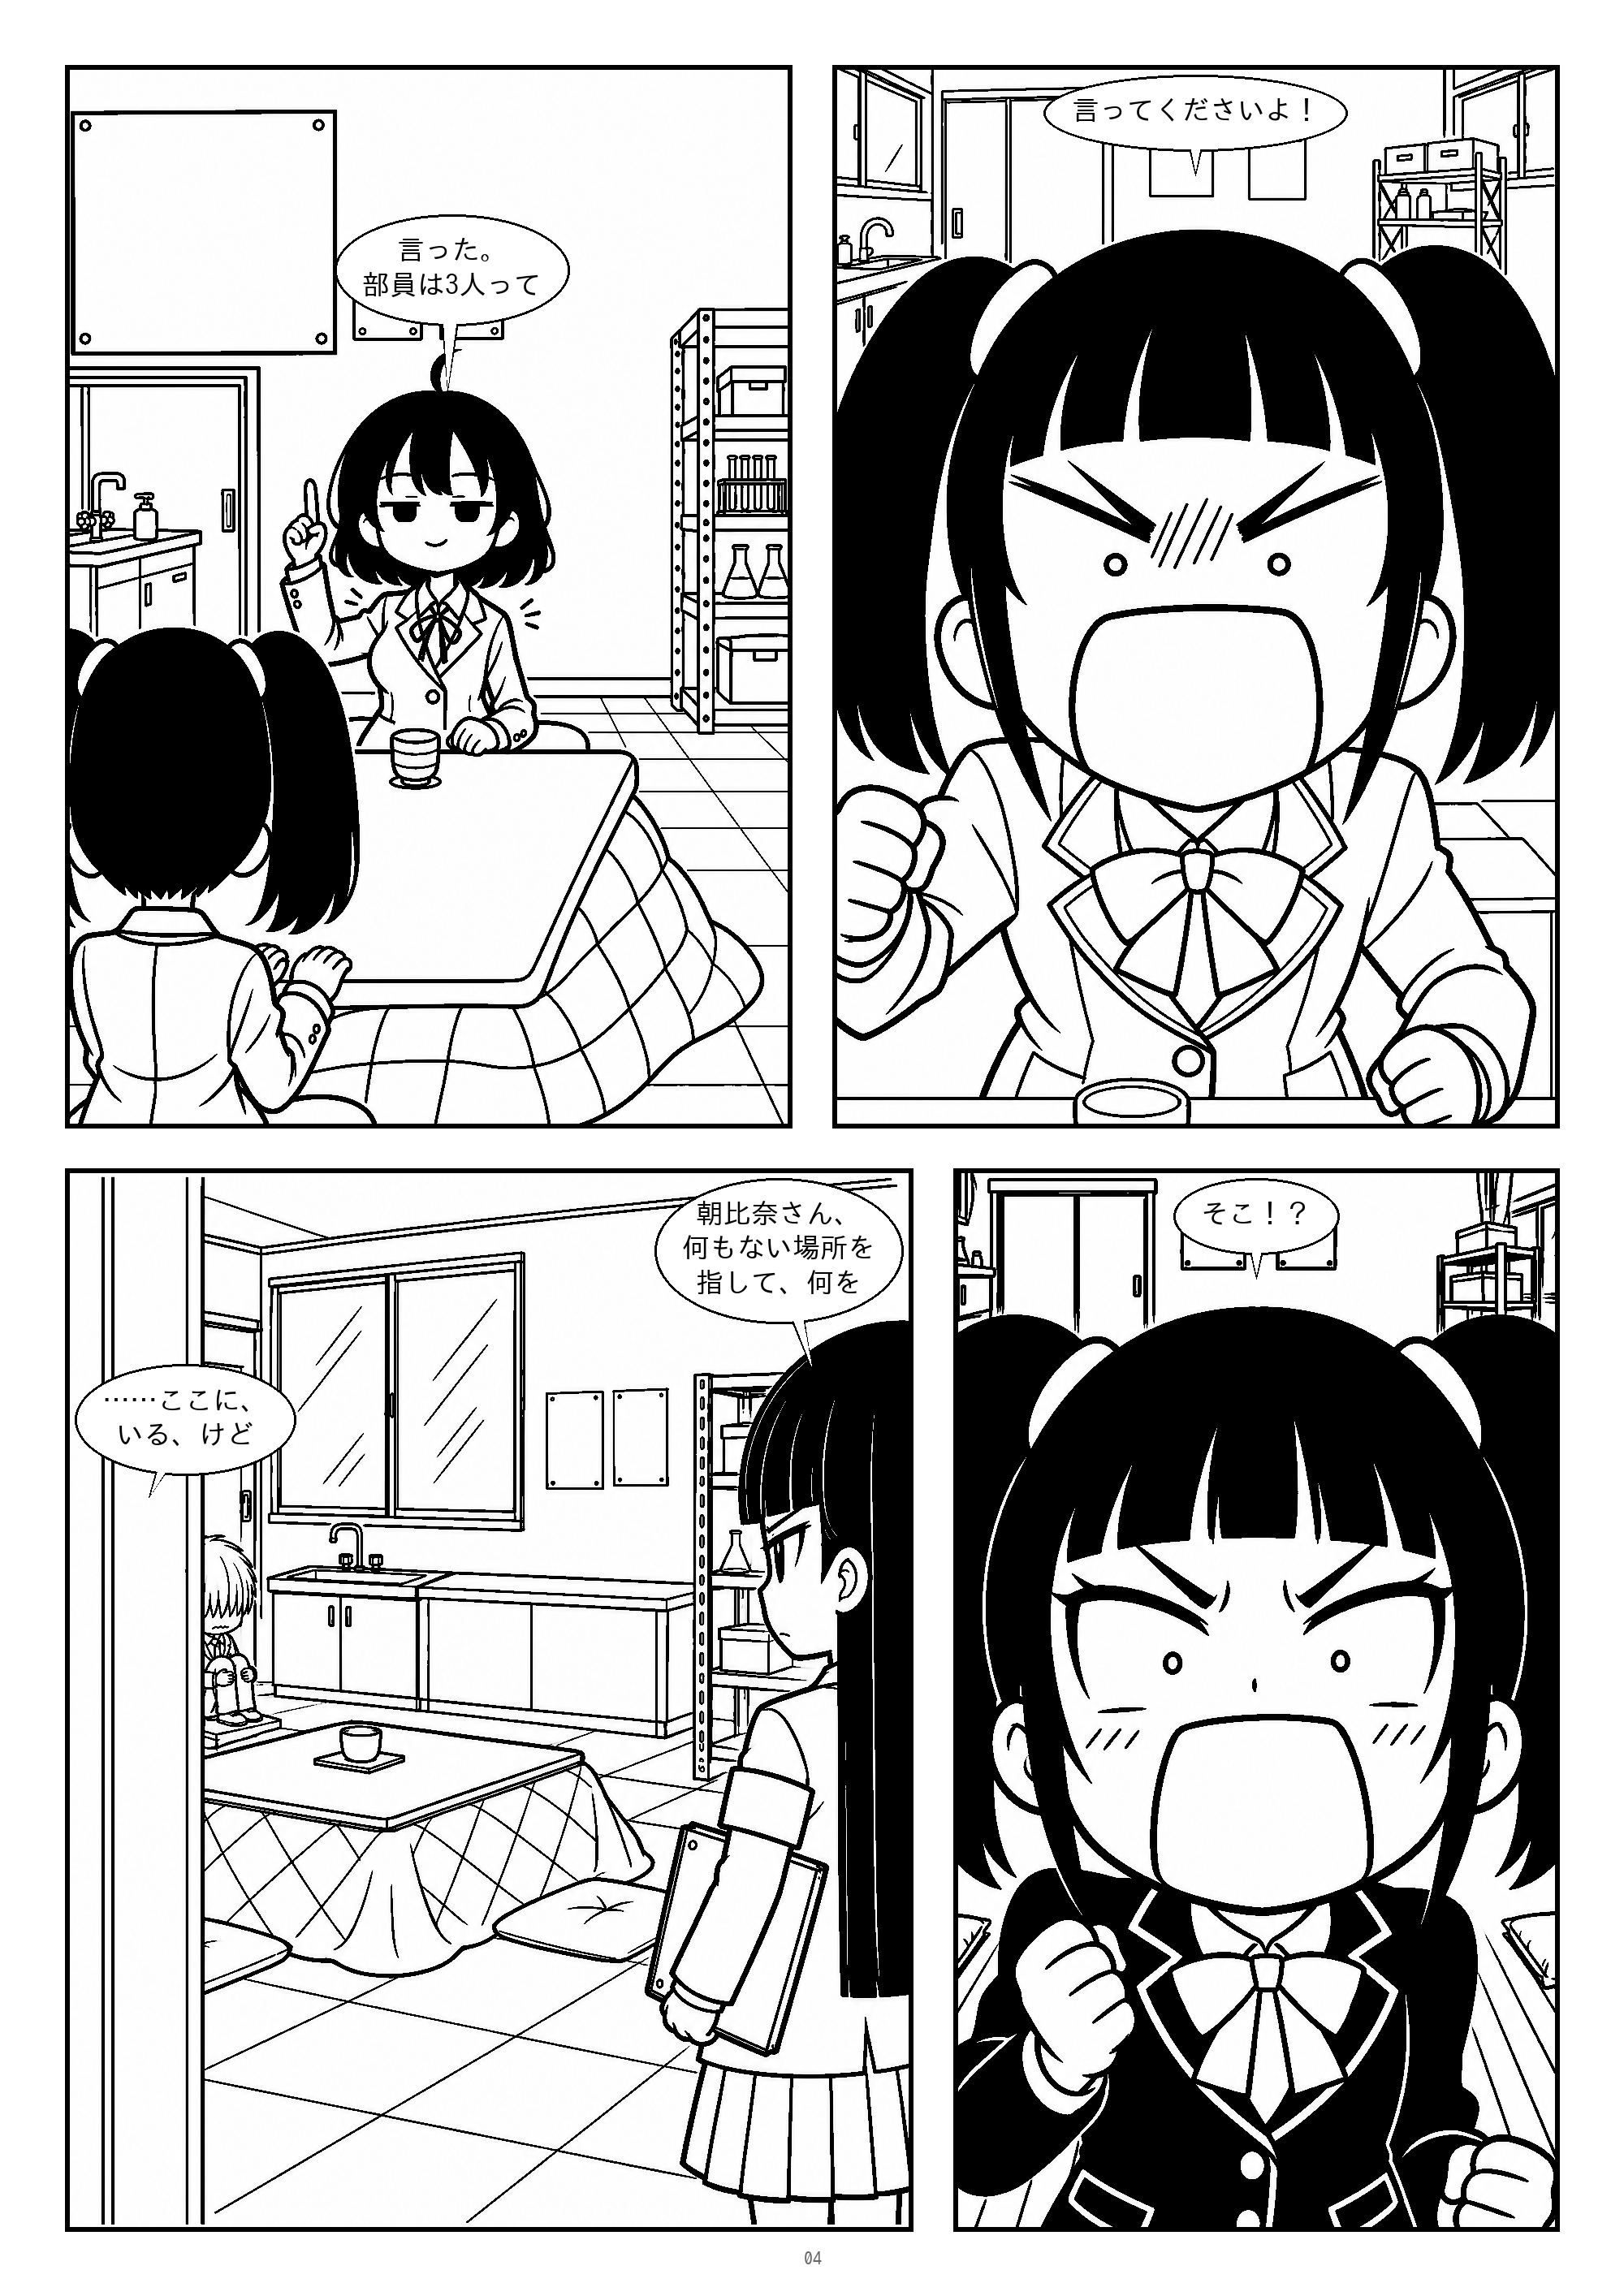 言ってくださいよ！
言った。
部員は3人って
そこ！？
朝比奈さん、
何もない場所を
指して、何を
……ここに、
いる、けど
04